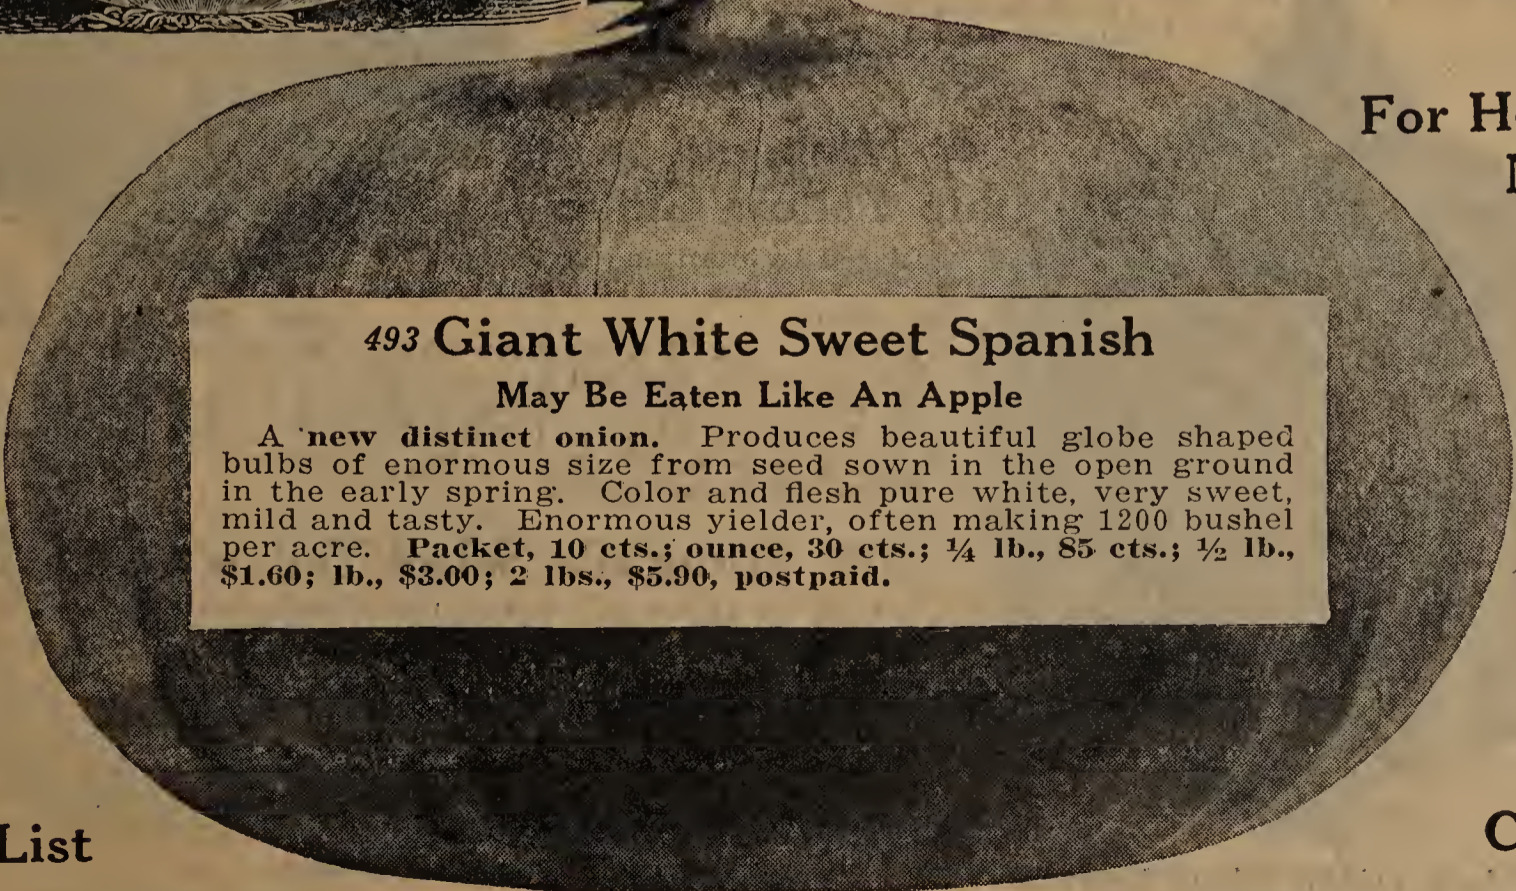 For
493 Giant White Sweet Spanish
May Be Eaten Like An Apple
A new distinct onion. Produces beautiful globe shaped
bulbs of enormous size from seed sown in the open ground
in the early spring. Color and flesh pure white, very sweet,
mild and tasty. Enormous yielder, often making 1200 bushel
per acre. Packet, 10 cts.; ounce, 30 cts.; ¼ lb., 85 cts.; ½ lb.,
$1.60; lb., $3.00; 2 lbs., $5.90, postpaid.
List